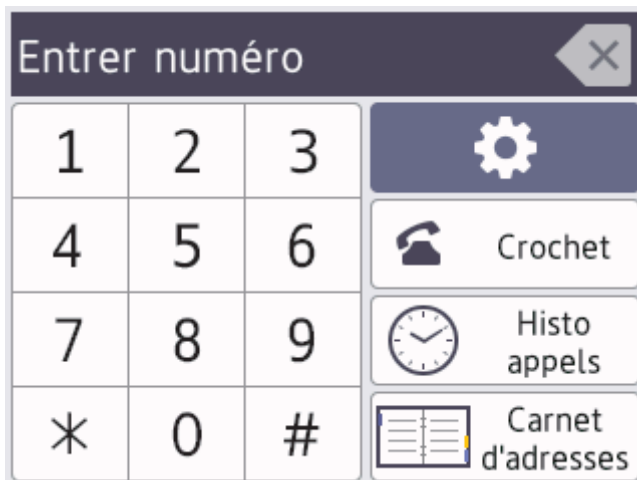 Entrer numéro
1 2 3
4 5 6
Crochet
7 8 9
Histo
appels
* 0 #
Carnet
d'adresses